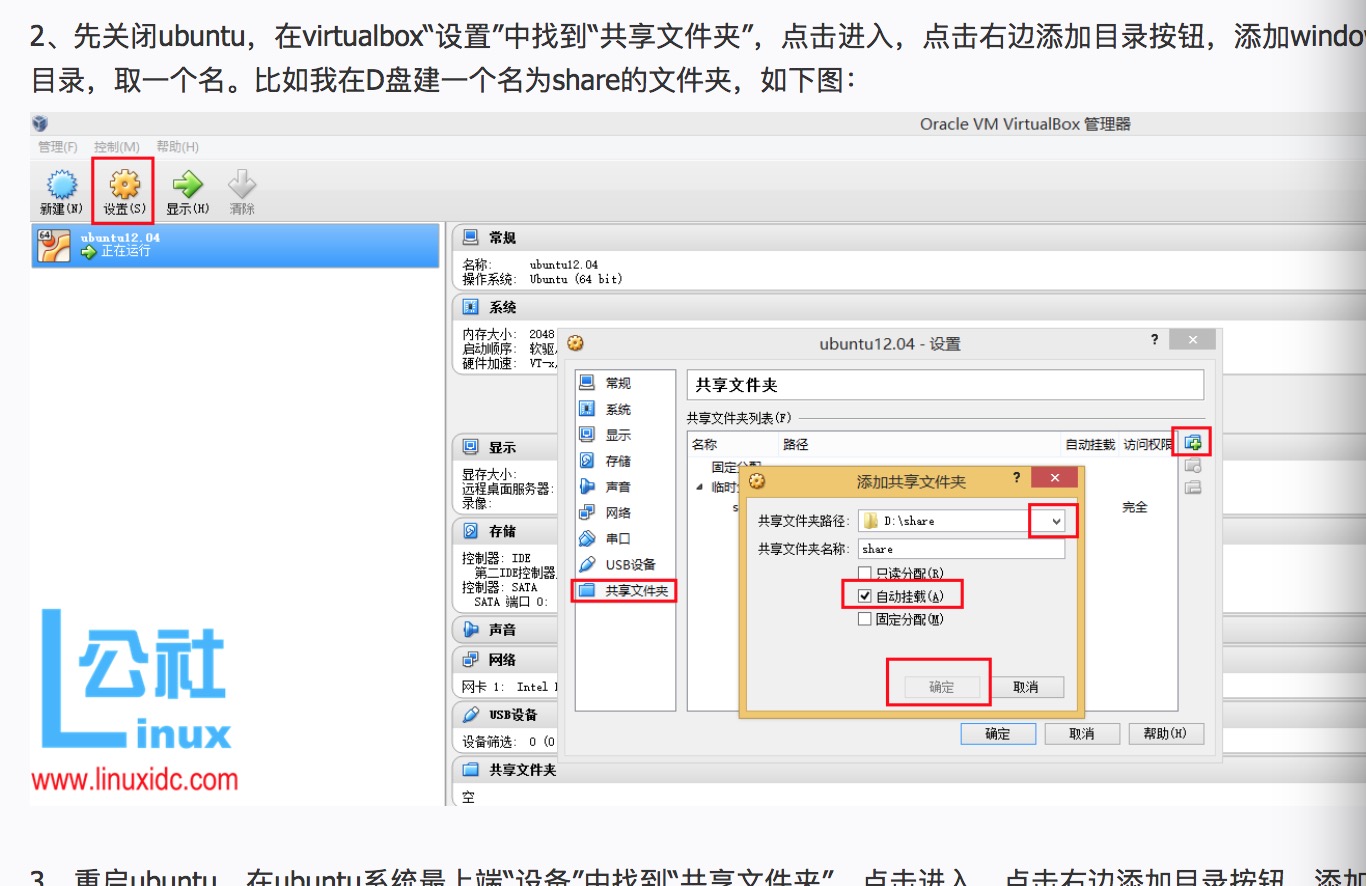 2、先关闭ubuntu，在virtualbox“设置”中找到“共享文件夹”，点击进入，点击右边添加目录按钮，添加windo
目录，取一个名。比如我在D盘建一个名为share的文件夹，如下图：
Oracle VM VirtualBox 管理器
管理(F) 控制(M) 帮助(H)
新建(N) 设置(S) 显示(H) 清除
64
ubuntu12.04
正在运行
常规
名称: ubuntu12.04
操作系统: Ubuntu (64 bit)
系统
内存大小: 2048
启动顺序: 软驱,
硬件加速: VT-x,
显示
显存大小:
远程桌面服务器:
录像:
存储
控制器: IDE
第二IDE控制器
控制器: SATA
SATA 端口 0:
声音
网络
网卡 1: Intel
USB设备
设备筛选: 0 (0
共享文件夹
空
ubuntu12.04 - 设置
? ×
常规
系统
显示
存储
声音
网络
串口
USB设备
共享文件夹
共享文件夹
共享文件夹列表(F)
名称 路径 自动挂载 访问权限
固定分配
临时
s 完全
添加共享文件夹
? ×
共享文件夹路径: D:\share
共享文件夹名称: share
只读分配(R)
自动挂载(A)
固定分配(M)
确定 取消
确定 取消 帮助(H)
Linux
公社
www.linuxidc.com
3、重启ubuntu，在ubuntu系统最上端“设备”中找到“共享文件夹”，点击进入，点击右边添加目录按钮，添加